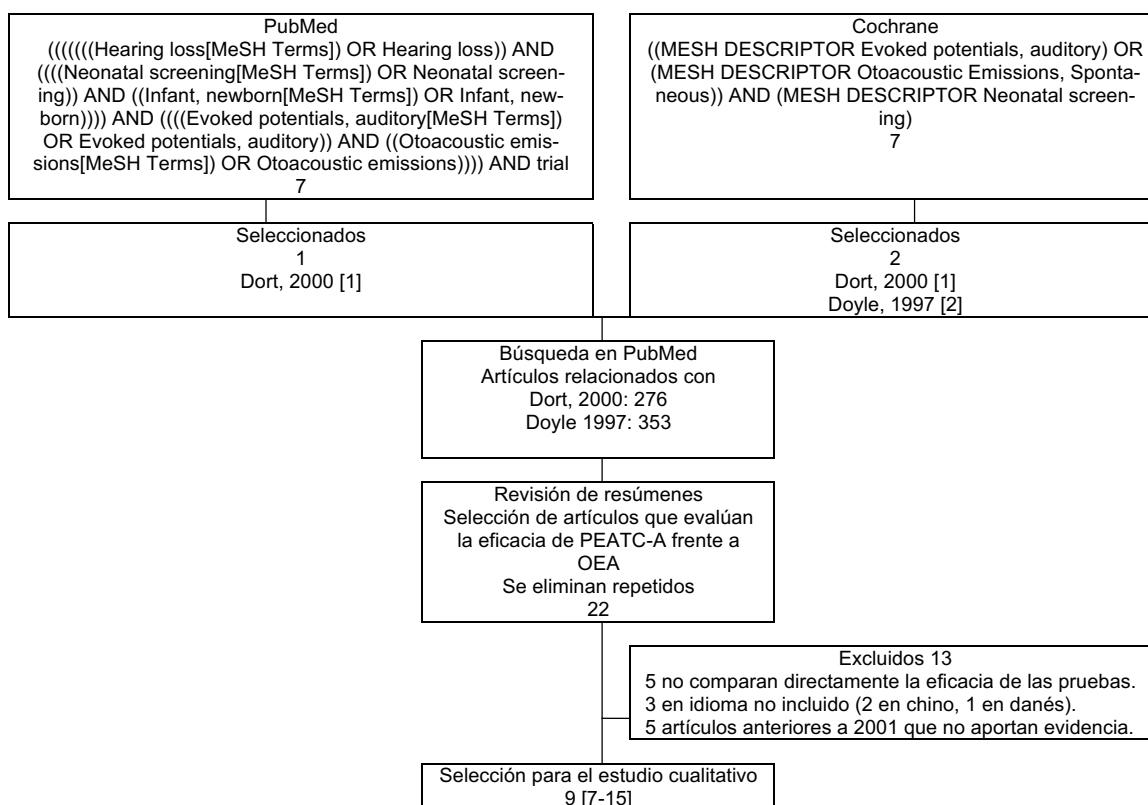 PubMed
(((((((Hearing loss[MeSH Terms]) OR Hearing loss)) AND
((((Neonatal screening[MeSH Terms]) OR Neonatal screen-
ing)) AND ((Infant, newborn[MeSH Terms]) OR Infant, new-
born)))) AND ((((Evoked potentials, auditory[MeSH Terms])
OR Evoked potentials, auditory)) AND ((Otoacoustic emis-
sions[MeSH Terms]) OR Otoacoustic emissions)))) AND trial
7
Cochrane
((MESH DESCRIPTOR Evoked potentials, auditory) OR
(MESH DESCRIPTOR Otoacoustic Emissions, Sponta-
neous)) AND (MESH DESCRIPTOR Neonatal screen-
ing)
7
Seleccionados
1
Dort, 2000 [1]
Seleccionados
2
Dort, 2000 [1]
Doyle, 1997 [2]
Búsqueda en PubMed
Artículos relacionados con
Dort, 2000: 276
Doyle 1997: 353
Revisión de resúmenes
Selección de artículos que evalúan
la eficacia de PEATC-A frente a
OEA
Se eliminan repetidos
22
Excluidos 13
5 no comparan directamente la eficacia de las pruebas.
3 en idioma no incluido (2 en chino, 1 en danés).
5 artículos anteriores a 2001 que no aportan evidencia.
Selección para el estudio cualitativo
9 [7-15]